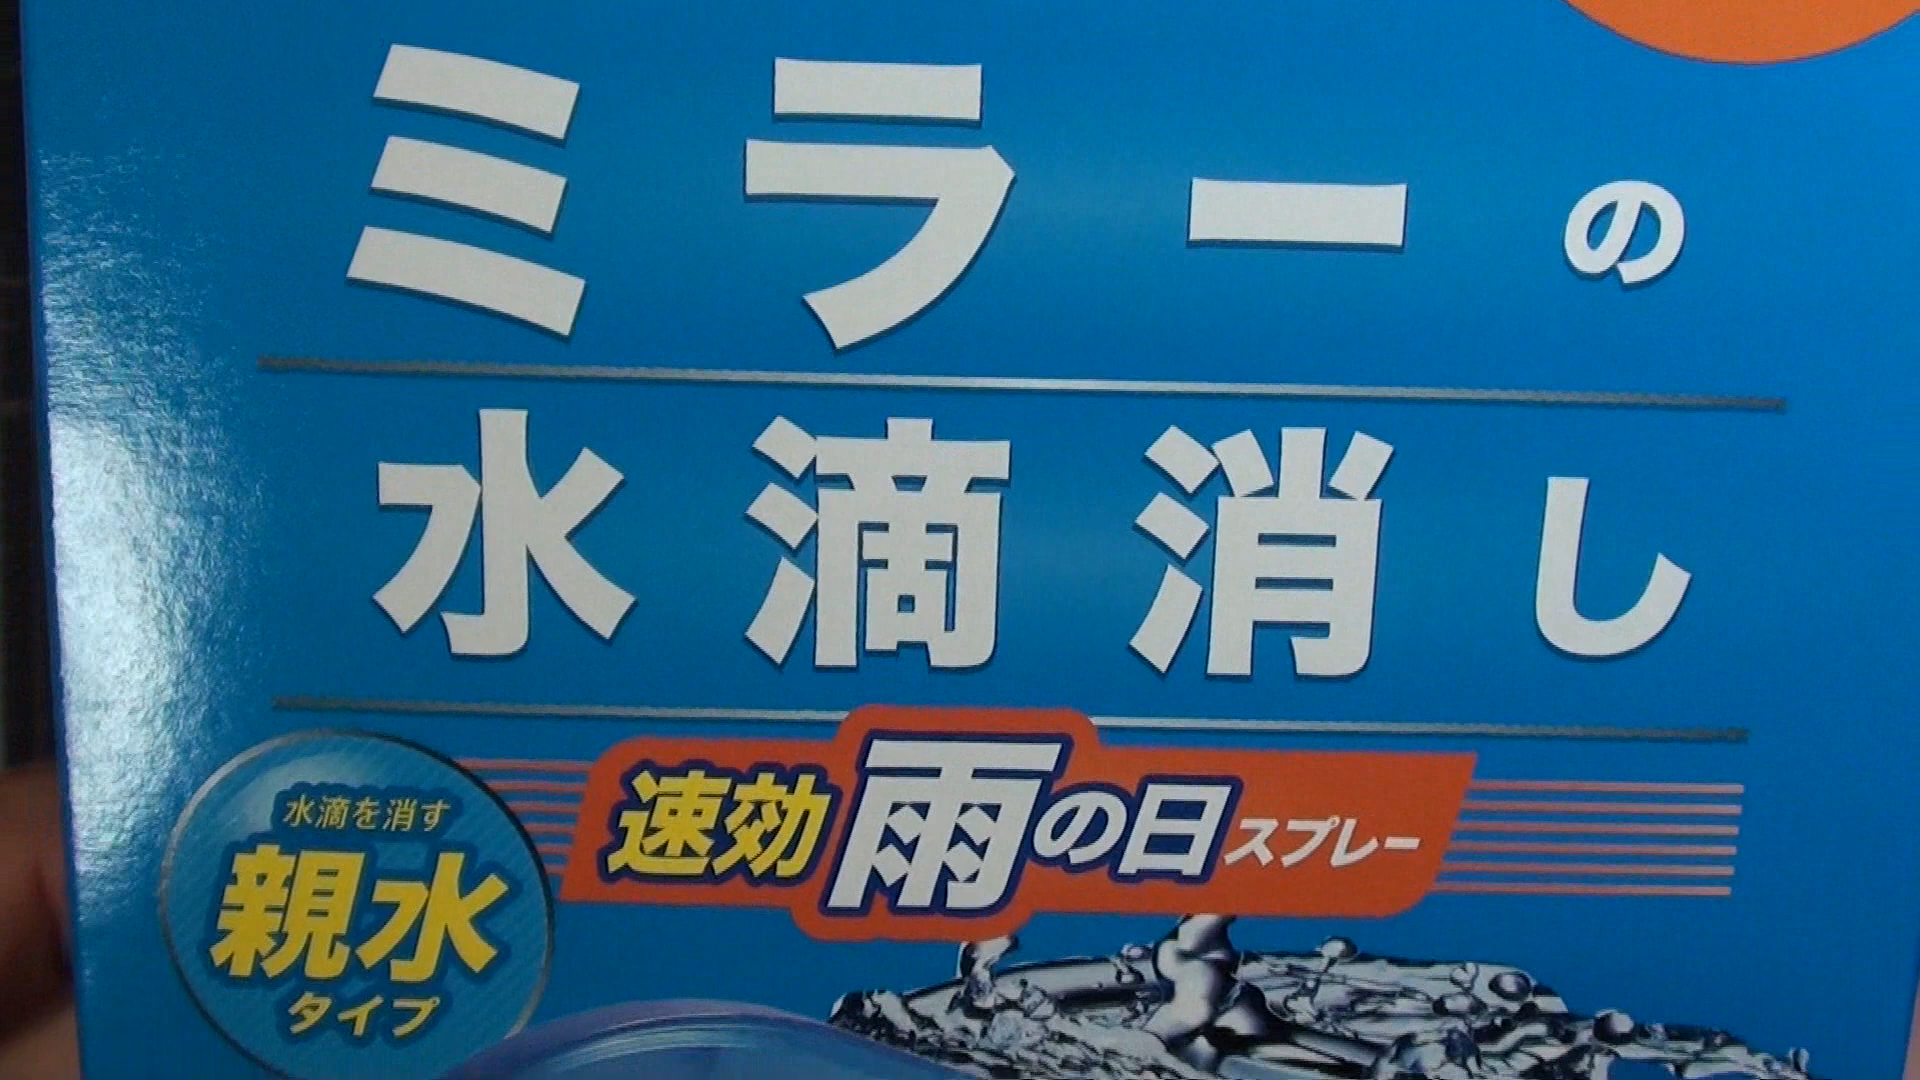 ミラーの
水滴消し
速効雨の日スプレー
水滴を消す
親水
タイプ